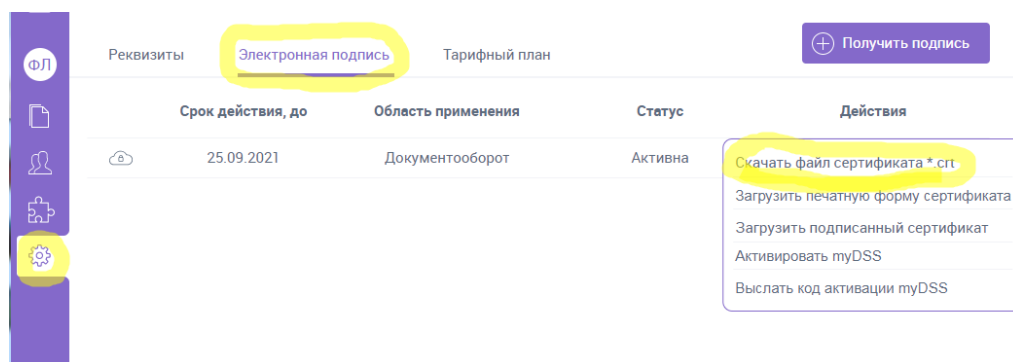 ФЛ
Реквизиты Электронная подпись Тарифный план Получить подпись
Срок действия, до Область применения Статус Действия
25.09.2021 Документооборот Активна
Скачать файл сертификата *.crt
Загрузить печатную форму сертификата
Загрузить подписанный сертификат
Активировать myDSS
Выслать код активации myDSS